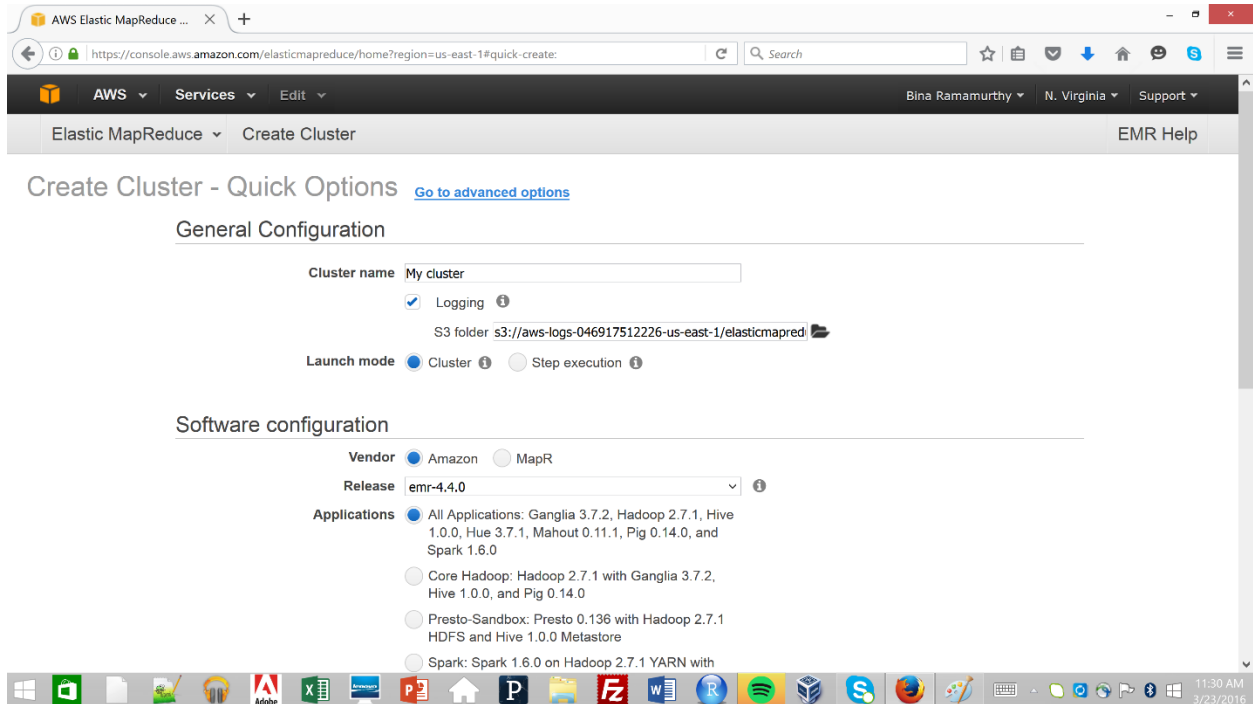 AWS Elastic MapReduce ...
https://console.aws.amazon.com/elasticmapreduce/home?region=us-east-1#quick-create:
Search
AWS Services Edit Bina Ramamurthy N. Virginia Support
Elastic MapReduce Create Cluster EMR Help
Create Cluster - Quick Options Go to advanced options
General Configuration
Cluster name My cluster
Logging
S3 folder s3://aws-logs-046917512226-us-east-1/elasticmapredu
Launch mode Cluster Step execution
Software configuration
Vendor Amazon MapR
Release emr-4.4.0
Applications All Applications: Ganglia 3.7.2, Hadoop 2.7.1, Hive
1.0.0, Hue 3.7.1, Mahout 0.11.1, Pig 0.14.0, and
Spark 1.6.0
Core Hadoop: Hadoop 2.7.1 with Ganglia 3.7.2,
Hive 1.0.0, and Pig 0.14.0
Presto-Sandbox: Presto 0.136 with Hadoop 2.7.1
HDFS and Hive 1.0.0 Metastore
Spark: Spark 1.6.0 on Hadoop 2.7.1 YARN with
Adobe
11:30 AM
3/23/2016